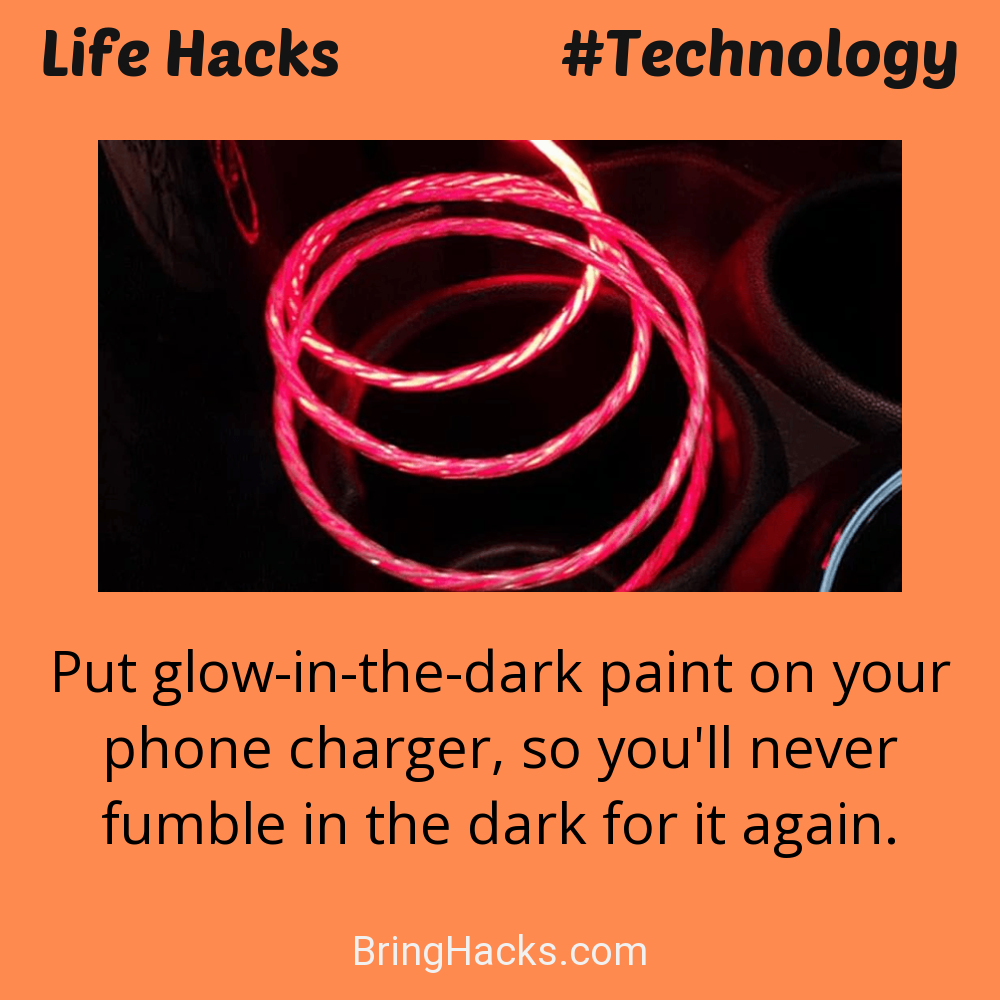 Life Hacks #Technology
Put glow-in-the-dark paint on your
phone charger, so you'll never
fumble in the dark for it again.
BringHacks.com